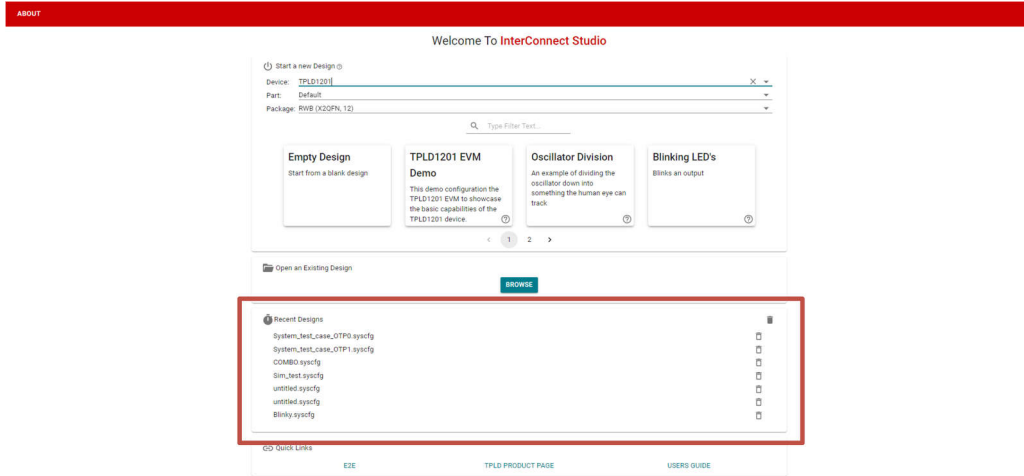 ABOUT
Welcome To InterConnect Studio
Start a new Design
Device: TPLD1201
Part: Default
Package: RWB (X2QFN, 12)
Type Filter Text...
Empty Design
Start from a blank design
TPLD1201 EVM
Demo
This demo configuration the
TPLD1201 EVM to showcase
the basic capabilities of the
TPLD1201 device.
Oscillator Division
An example of dividing the
oscillator down into
something the human eye can
track
Blinking LED's
Blinks an output
< 1 2 >
Open an Existing Design
BROWSE
Recent Designs
System_test_case_OTP0.syscfg
System_test_case_OTP1.syscfg
COMBO.syscfg
Sim_test.syscfg
untitled.syscfg
untitled.syscfg
Blinky.syscfg
Quick Links
E2E TPLD PRODUCT PAGE USERS GUIDE